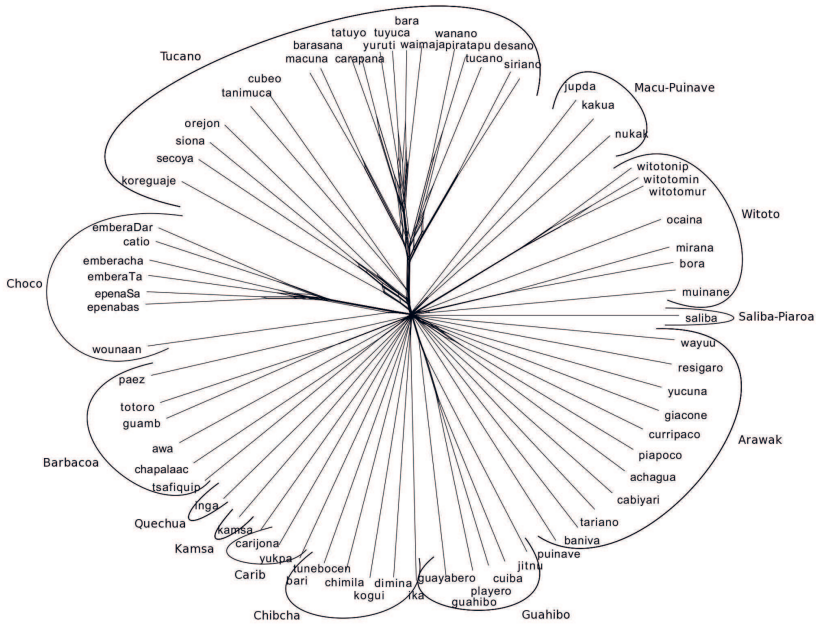 bara
tatuyo tuyuca wanano
barasana yuruti waimaja piratapu desano
macuna carapana tucano siriano
Tucano
cubeo
tanimuca
orejon
siona
secoya
koreguaje
jupda
kakua
nukak
Macu-Puinave
witotonip
witotomin
witotomur
ocaina
mirana
bora
muinane
Witoto
saliba
Saliba-Piaroa
wayuu
resigaro
yucuna
giacone
curripaco
piapoco
achagua
cabiyari
tariano
baniva
puinave
Arawak
jitnu
cuiba
playero
guahibo
guayabero
Guahibo
ika
dimina
kogui
chimila
tunebocen
bari
Chibcha
yukpa
carijona
Carib
kamsa
Kamsa
inga
Quechua
tsafiquip
chapalaac
awa
guamb
totoro
paez
Barbacoa
wounaan
epenabas
epenaSa
emberaTa
emberacha
catio
emberaDar
Choco